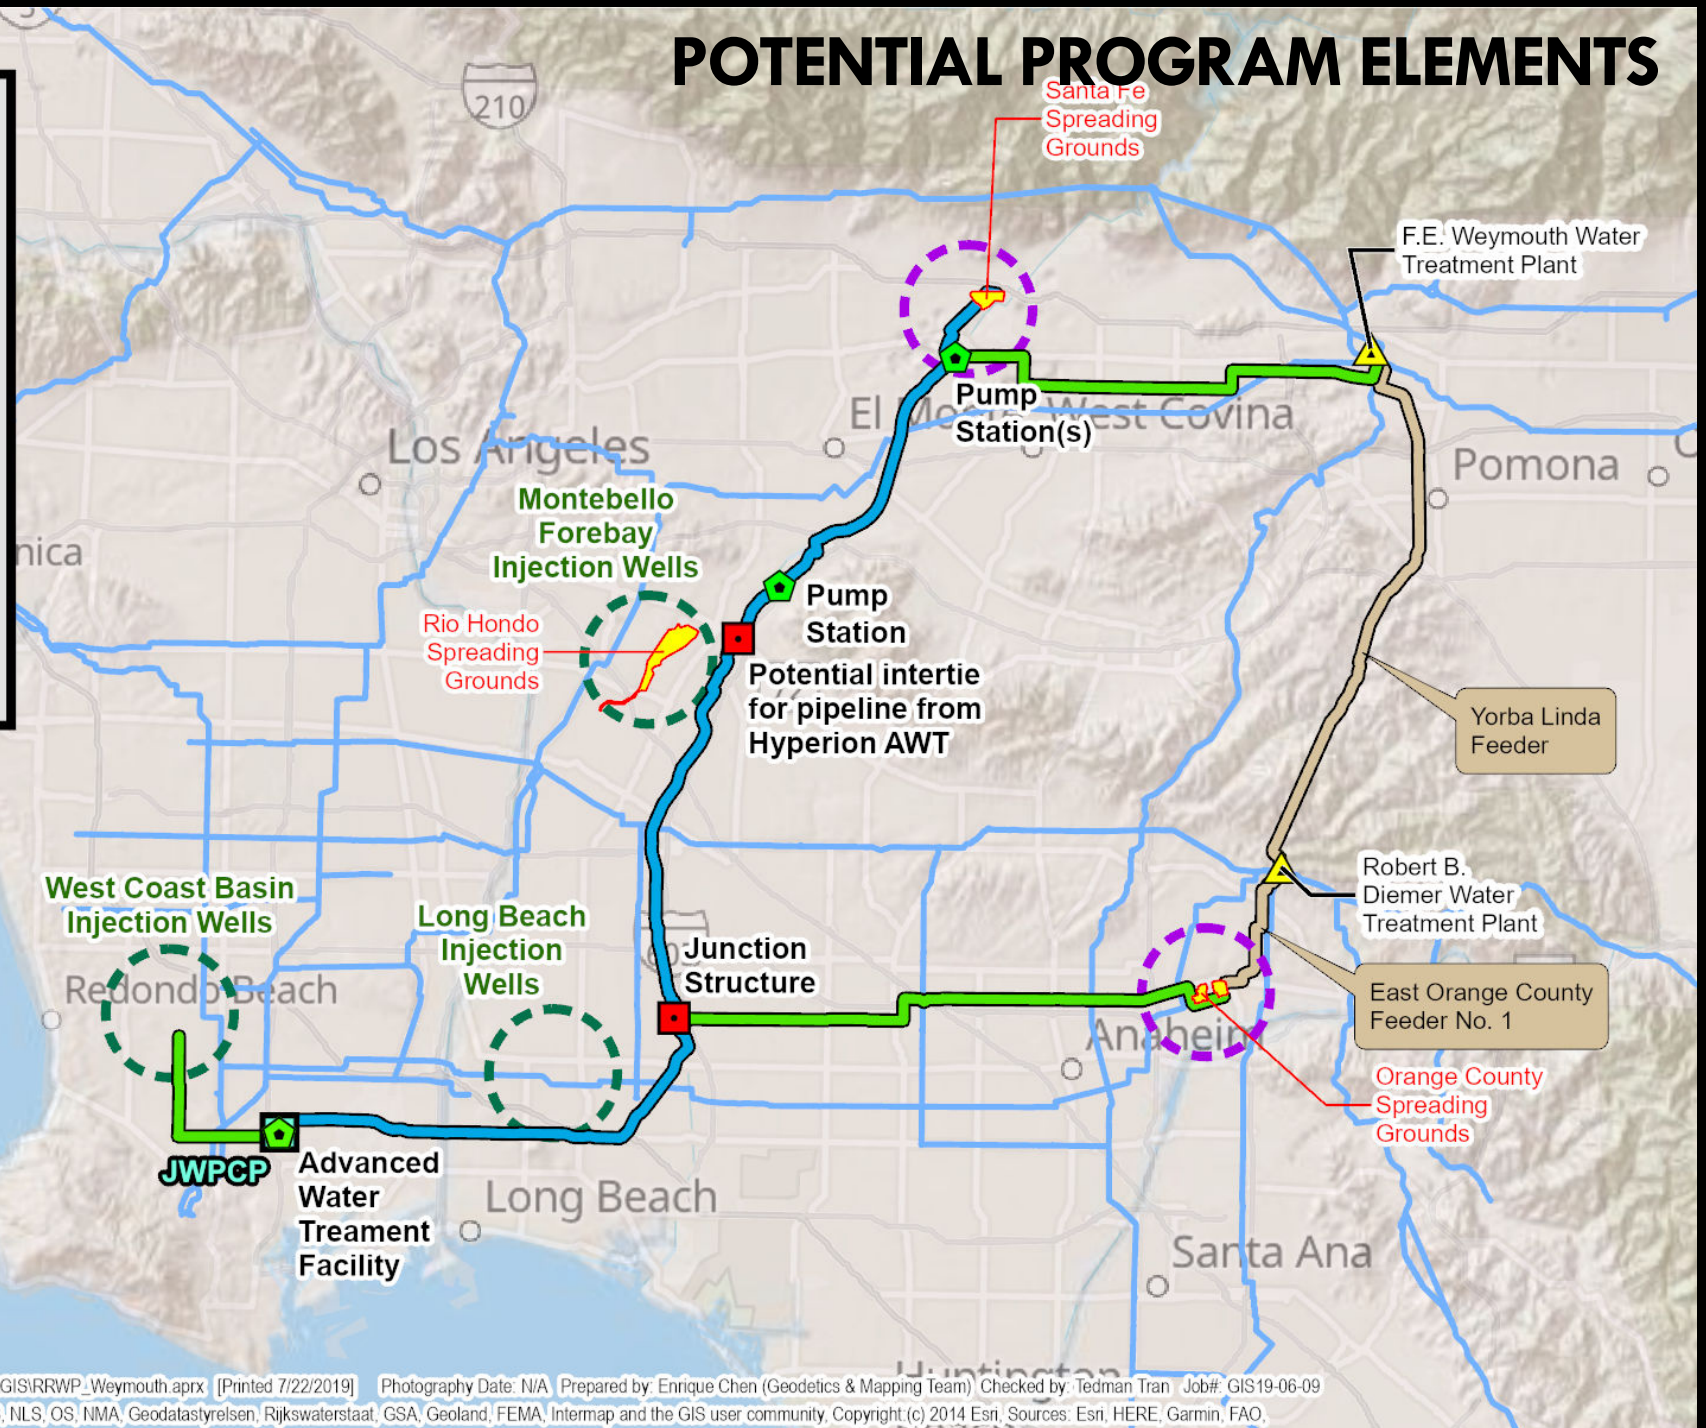 POTENTIAL PROGRAM ELEMENTS
210
Santa Fe
Spreading
Grounds
F.E. Weymouth Water
Treatment Plant
Pump
Station(s)
El Monte
West Covina
Los Angeles
Pomona
Montebello
Forebay
Injection Wells
nica
Pump
Station
Rio Hondo
Spreading
Grounds
Potential intertie
for pipeline from
Hyperion AWT
Yorba Linda
Feeder
Robert B.
Diemer Water
Treatment Plant
West Coast Basin
Injection Wells
Long Beach
Injection
Wells
Junction
Structure
Redondo Beach
East Orange County
Feeder No. 1
Anaheim
Orange County
Spreading
Grounds
JWPCP
Advanced
Water
Treament
Facility
Long Beach
Santa Ana
Huntington
GIS\RRWP_Weymouth.aprx [Printed 7/22/2019] Photography Date: N/A Prepared by: Enrique Chen (Geodetics & Mapping Team) Checked by: Tedman Tran Job#: GIS19-06-09
, NLS, OS, NMA, Geodatastyrelsen, Rijkswaterstaat, GSA, Geoland, FEMA, Intermap and the GIS user community, Copyright:(c) 2014 Esri, Sources: Esri, HERE, Garmin, FAO,